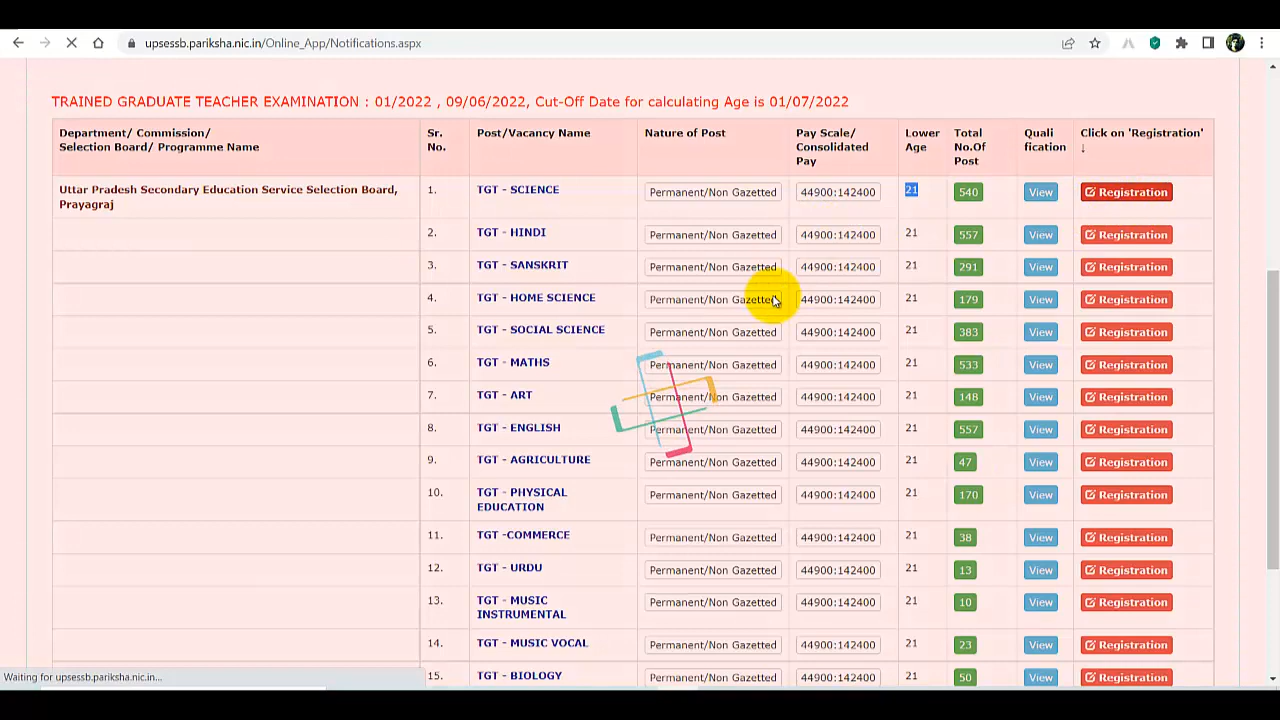 upsessb.pariksha.nic.in/Online_App/Notifications.aspx
TRAINED GRADUATE TEACHER EXAMINATION : 01/2022 , 09/06/2022, Cut-Off Date for calculating Age is 01/07/2022
Department/ Commission/
Selection Board/ Programme Name
Sr.
No.
Post/Vacancy Name
Nature of Post
Pay Scale/
Consolidated
Pay
Lower
Age
Total
No.Of
Post
Quali
fication
Click on 'Registration'
↓
Uttar Pradesh Secondary Education Service Selection Board,
Prayagraj
1. TGT - SCIENCE Permanent/Non Gazetted 44900:142400 21 540 View Registration
2. TGT - HINDI Permanent/Non Gazetted 44900:142400 21 557 View Registration
3. TGT - SANSKRIT Permanent/Non Gazetted 44900:142400 21 291 View Registration
4. TGT - HOME SCIENCE Permanent/Non Gazetted 44900:142400 21 179 View Registration
5. TGT - SOCIAL SCIENCE Permanent/Non Gazetted 44900:142400 21 383 View Registration
6. TGT - MATHS Permanent/Non Gazetted 44900:142400 21 533 View Registration
7. TGT - ART Permanent/Non Gazetted 44900:142400 21 148 View Registration
8. TGT - ENGLISH Permanent/Non Gazetted 44900:142400 21 557 View Registration
9. TGT - AGRICULTURE Permanent/Non Gazetted 44900:142400 21 47 View Registration
10. TGT - PHYSICAL
EDUCATION Permanent/Non Gazetted 44900:142400 21 170 View Registration
11. TGT -COMMERCE Permanent/Non Gazetted 44900:142400 21 38 View Registration
12. TGT - URDU Permanent/Non Gazetted 44900:142400 21 13 View Registration
13. TGT - MUSIC
INSTRUMENTAL Permanent/Non Gazetted 44900:142400 21 10 View Registration
14. TGT - MUSIC VOCAL Permanent/Non Gazetted 44900:142400 21 23 View Registration
15. TGT - BIOLOGY Permanent/Non Gazetted 44900:142400 21 50 View Registration
Waiting for upsessb.pariksha.nic.in...